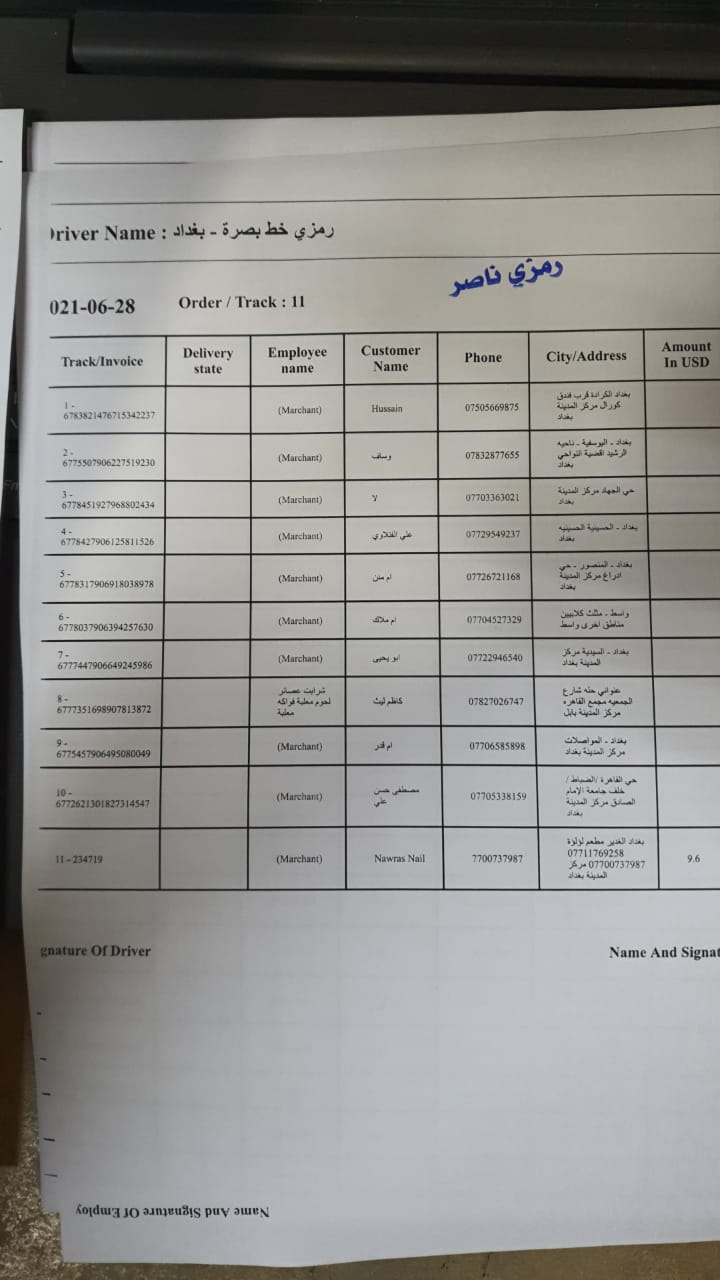 Driver Name : رمزي خط بصرة - بغداد
رمزي ناصر
021-06-28 Order / Track : 11
Track/Invoice Delivery state Employee name Customer Name Phone City/Address Amount In USD
1 - 6783821476715342237 (Marchant) Hussain 07505669875 بغداد الكرادة قرب فندق كورال مركز المدينة بغداد
2 - 6775507906227519230 (Marchant) وساف 07832877655 بغداد - اليوسفية - ناحيه الرشيد اقضية النواحي بغداد
3 - 6778451927968802434 (Marchant) لا 07703363021 حي الجهاد مركز المدينة بغداد
4 - 6778427906125811526 (Marchant) علي الفتلاوي 07729549237 بغداد - الحسينية الحسينيه بغداد
5 - 6778317906918038978 (Marchant) ام منن 07726721168 بغداد - المنصور - حي ادراغ مركز المدينة بغداد
6 - 6778037906394257630 (Marchant) ام ملاك 07704527329 واسط - مثلث كلابيين مناطق اخرى واسط
7 - 6777447906649245986 (Marchant) ابو يحيى 07722946540 بغداد - السيدية مركز المدينة بغداد
8 - 6777351698907813872 شرابت عصائر لحوم معلبة فواكه معلبة كاظم ليث 07827026747 عنواني حله شارع الجمعيه مجمع القاهره مركز المدينة بابل
9 - 6775457906495080049 (Marchant) ام قدر 07706585898 بغداد - المواصلات مركز المدينة بغداد
10 - 6772621301827314547 (Marchant) مصطفى حسن علي 07705338159 حي القاهرة /الضباط / خلف جامعة الإمام الصادق مركز المدينة بغداد
11 - 234719 (Marchant) Nawras Nail 7700737987 بغداد الغدير مطعم لؤلؤة 07711769258 07700737987 مركز المدينة بغداد 9.6
gnature Of Driver Name And Signat
Name And Signature Of Employ